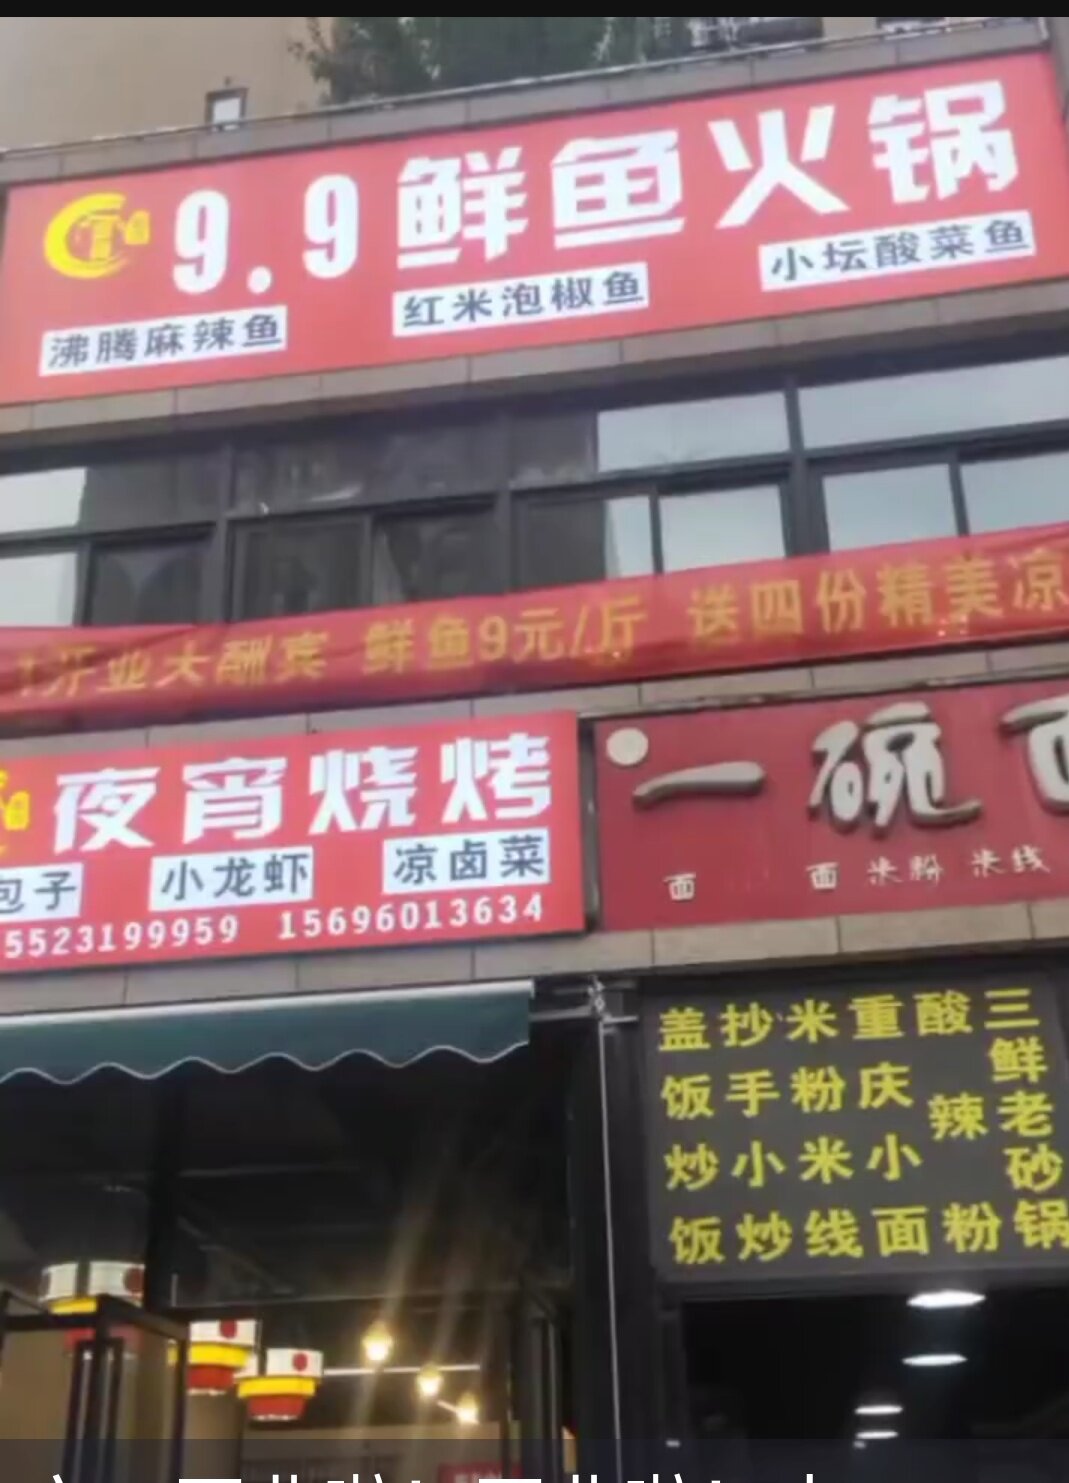 9.9鲜鱼火锅
沸腾麻辣鱼 红米泡椒鱼 小坛酸菜鱼
开业大酬宾 鲜鱼9元/斤 送四份精美凉
夜宵烧烤
包子 小龙虾 凉卤菜
5523199959 15696013634
一碗面
面 面 米粉 米线
盖饭炒饭
抄手小炒
米粉米线
重庆小面
酸辣粉
三鲜老砂锅